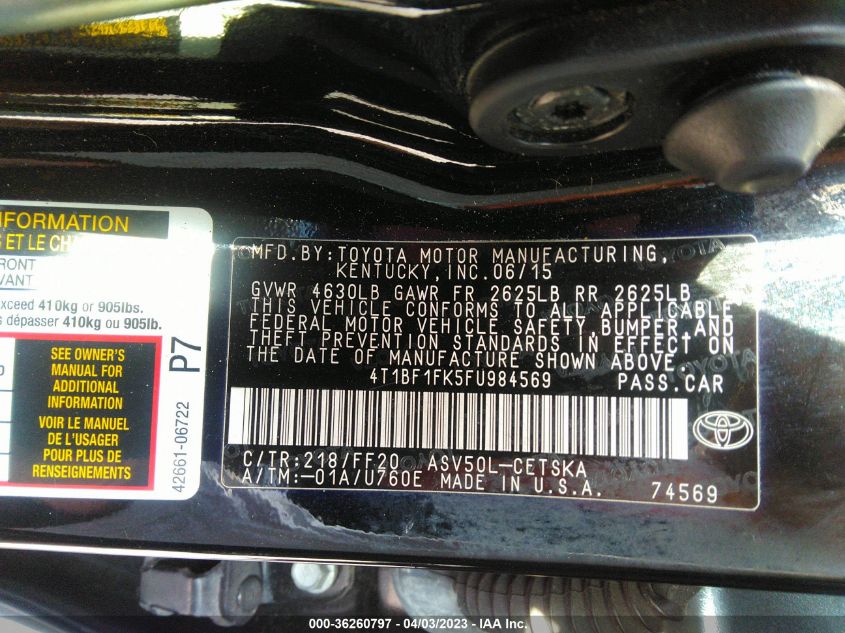 INFORMATION
S ET LE CHA
FRONT
VANT
exceed 410kg or 905lbs.
s dépasser 410kg ou 905lb.
SEE OWNER'S
MANUAL FOR
ADDITIONAL
INFORMATION
VOIR LE MANUEL
DE L'USAGER
POUR PLUS DE
RENSEIGNEMENTS
42661-06722 P7
MFD.BY:TOYOTA MOTOR MANUFACTURING,
KENTUCKY,INC.06/15
GVWR 4630LB GAWR FR 2625LB RR 2625LB
THIS VEHICLE CONFORMS TO ALL APPLICABLE
FEDERAL MOTOR VEHICLE SAFETY,BUMPER,AND
THEFT PREVENTION STANDARDS IN EFFECT ON
THE DATE OF MANUFACTURE SHOWN ABOVE.
4T1BF1FK5FU984569 PASS.CAR
C/TR:218/FF20 ASV50L-CETSKA
A/TM:-01A/U760E MADE IN U.S.A. 74569
000-36260797 - 04/03/2023 - IAA Inc.